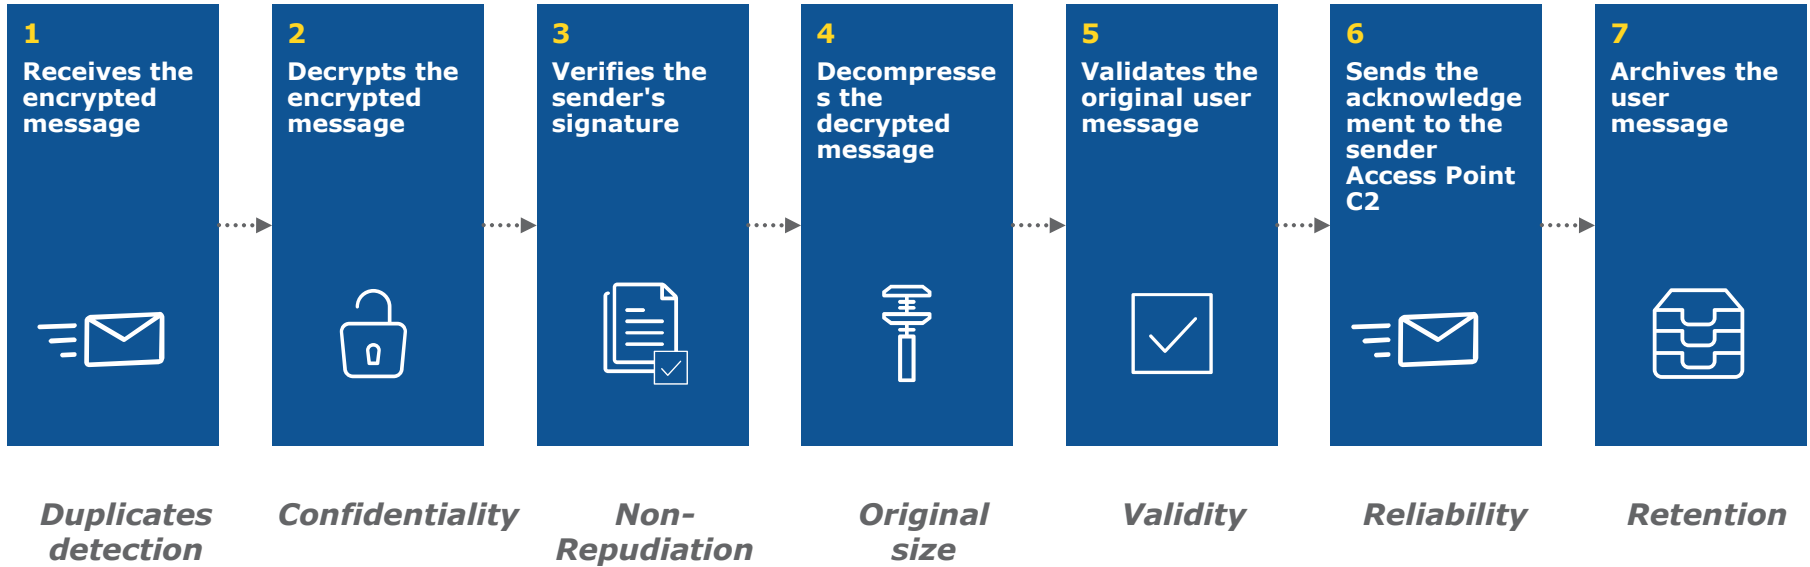 1
Receives the
encrypted
message
2
Decrypts the
encrypted
message
3
Verifies the
sender's
signature
4
Decompresse
s the
decrypted
message
5
Validates the
original user
message
6
Sends the
acknowledge
ment to the
sender
Access Point
C2
7
Archives the
user
message
Duplicates
detection
Confidentiality
Non-
Repudiation
Original
size
Validity
Reliability
Retention